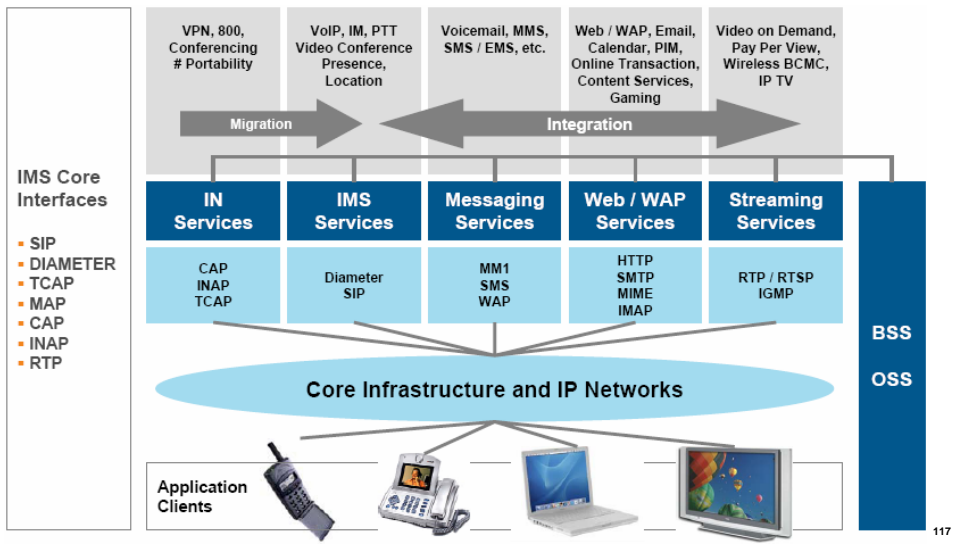 VPN, 800,
Conferencing
# Portability
VoIP, IM, PTT
Video Conference
Presence,
Location
Voicemail, MMS,
SMS / EMS, etc.
Web / WAP, Email,
Calendar, PIM,
Online Transaction,
Content Services,
Gaming
Video on Demand,
Pay Per View,
Wireless BCMC,
IP TV
Migration
Integration
IMS Core
Interfaces
SIP
DIAMETER
TCAP
MAP
CAP
INAP
RTP
IN
Services
IMS
Services
Messaging
Services
Web / WAP
Services
Streaming
Services
CAP
INAP
TCAP
Diameter
SIP
MM1
SMS
WAP
HTTP
SMTP
MIME
IMAP
RTP / RTSP
IGMP
BSS
OSS
Core Infrastructure and IP Networks
Application
Clients
117